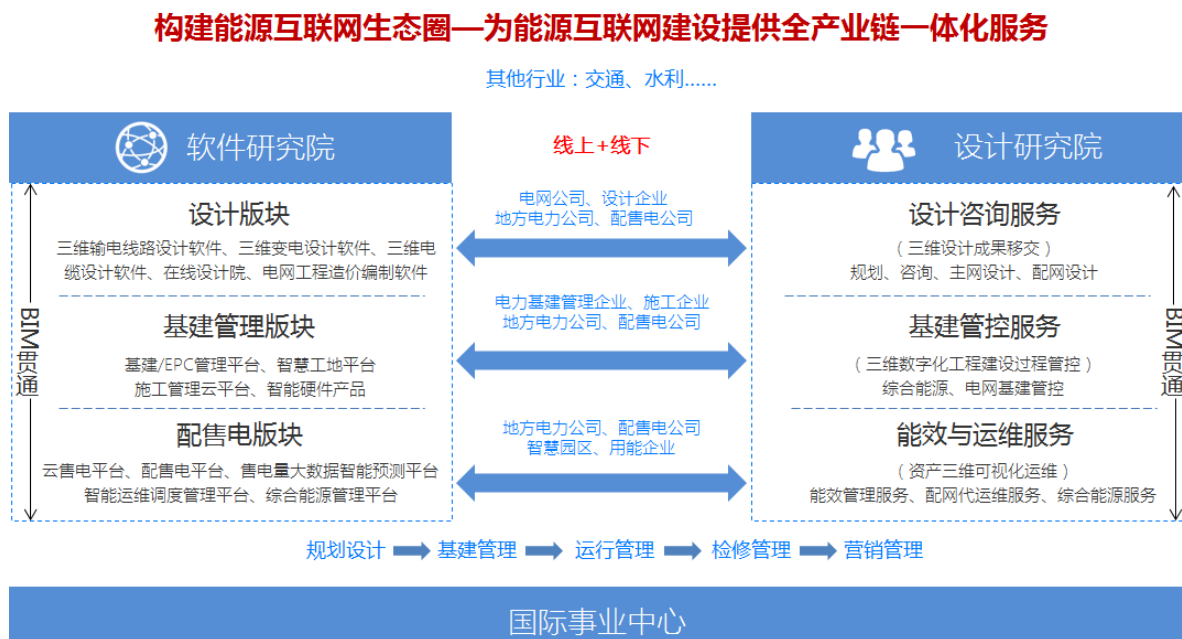 构建能源互联网生态圈—为能源互联网建设提供全产业链一体化服务
其他行业：交通、水利......
软件研究院
线上+线下
设计研究院
BIM贯通
设计版块
三维输电线路设计软件、三维变电设计软件、三维电
缆设计软件、在线设计院、电网工程造价编制软件
基建管理版块
基建/EPC管理平台、智慧工地平台
施工管理云平台、智能硬件产品
配售电版块
云售电平台、配售电平台、售电量大数据智能预测平台
智能运维调度管理平台、综合能源管理平台
电网公司、设计企业
地方电力公司、配售电公司
电力基建管理企业、施工企业
地方电力公司、配售电公司
地方电力公司、配售电公司
智慧园区、用能企业
设计咨询服务
（三维设计成果移交）
规划、咨询、主网设计、配网设计
基建管控服务
（三维数字化工程建设过程管控）
综合能源、电网基建管控
能效与运维服务
（资产三维可视化运维）
能效管理服务、配网代运维服务、综合能源服务
BIM贯通
规划设计 基建管理 运行管理 检修管理 营销管理
国际事业中心